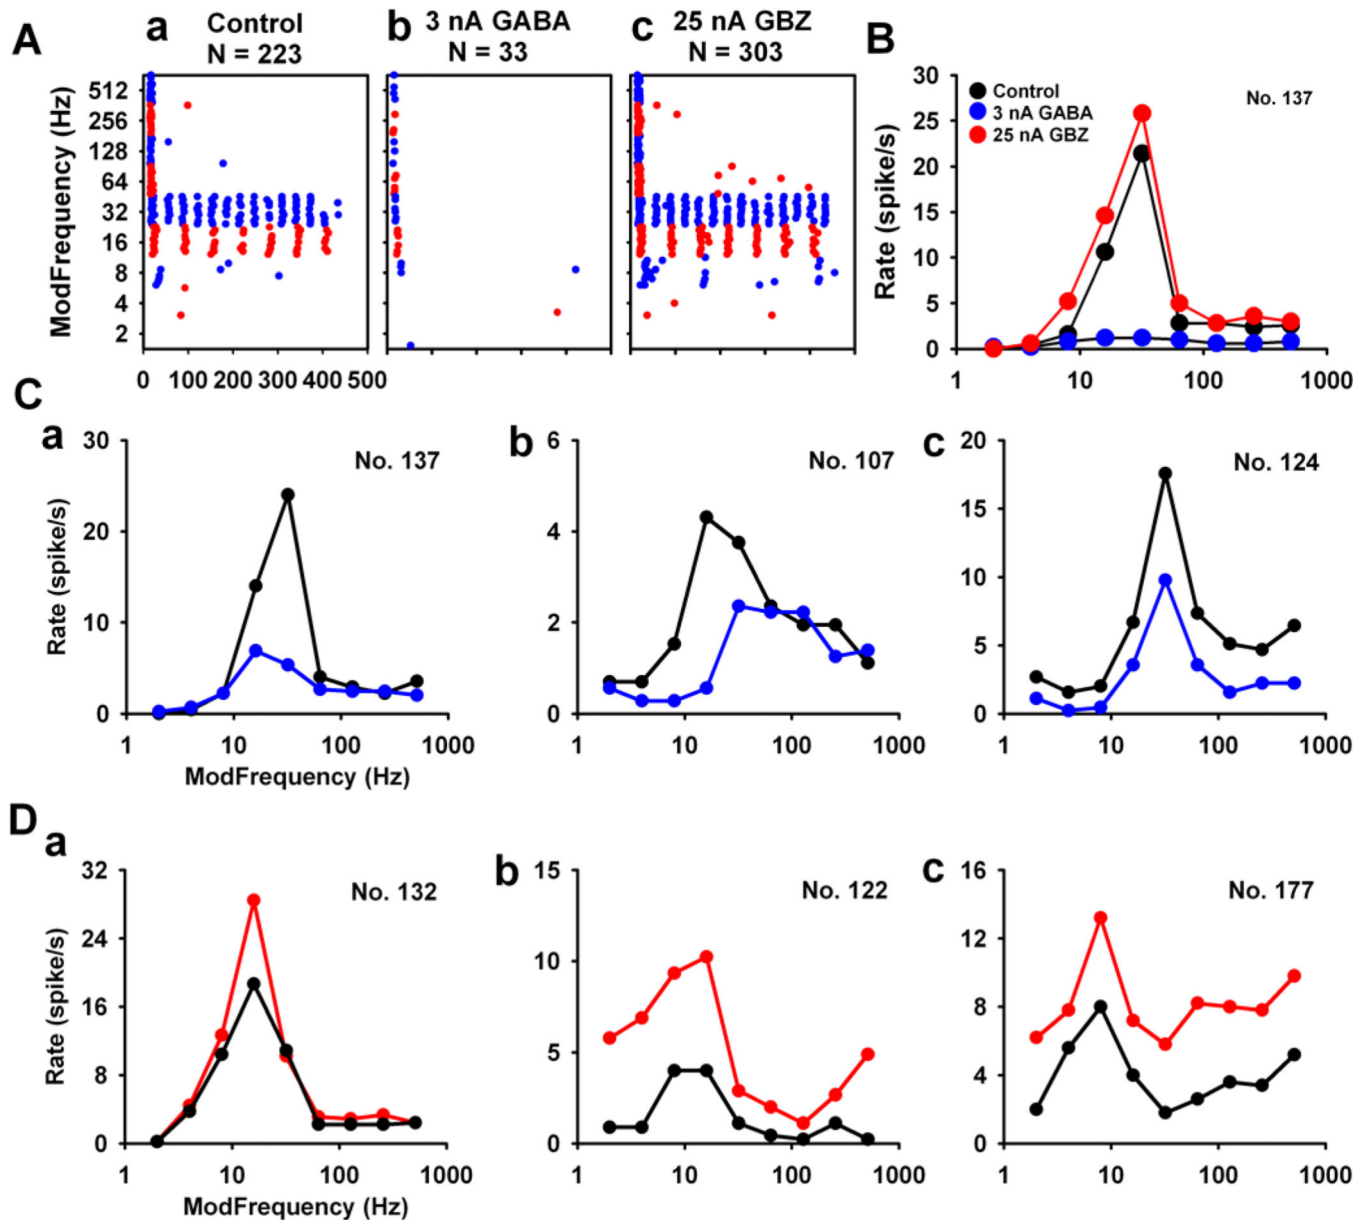 A
a Control
N = 223
b 3 nA GABA
N = 33
c 25 nA GBZ
N = 303
ModFrequency (Hz)
512
256
128
64
32
16
8
4
2
0 100 200 300 400 500
B
Rate (spike/s)
30
25
20
15
10
5
0
Control
3 nA GABA
25 nA GBZ
No. 137
1 10 100 1000
C
a
No. 137
Rate (spike/s)
30
20
10
0
1 10 100 1000
ModFrequency (Hz)
b
No. 107
6
4
2
0
1 10 100 1000
c
No. 124
20
15
10
5
0
1 10 100 1000
D
a
No. 132
Rate (spike/s)
32
24
16
8
0
1 10 100 1000
ModFrequency (Hz)
b
No. 122
15
10
5
0
1 10 100 1000
c
No. 177
16
12
8
4
0
1 10 100 1000